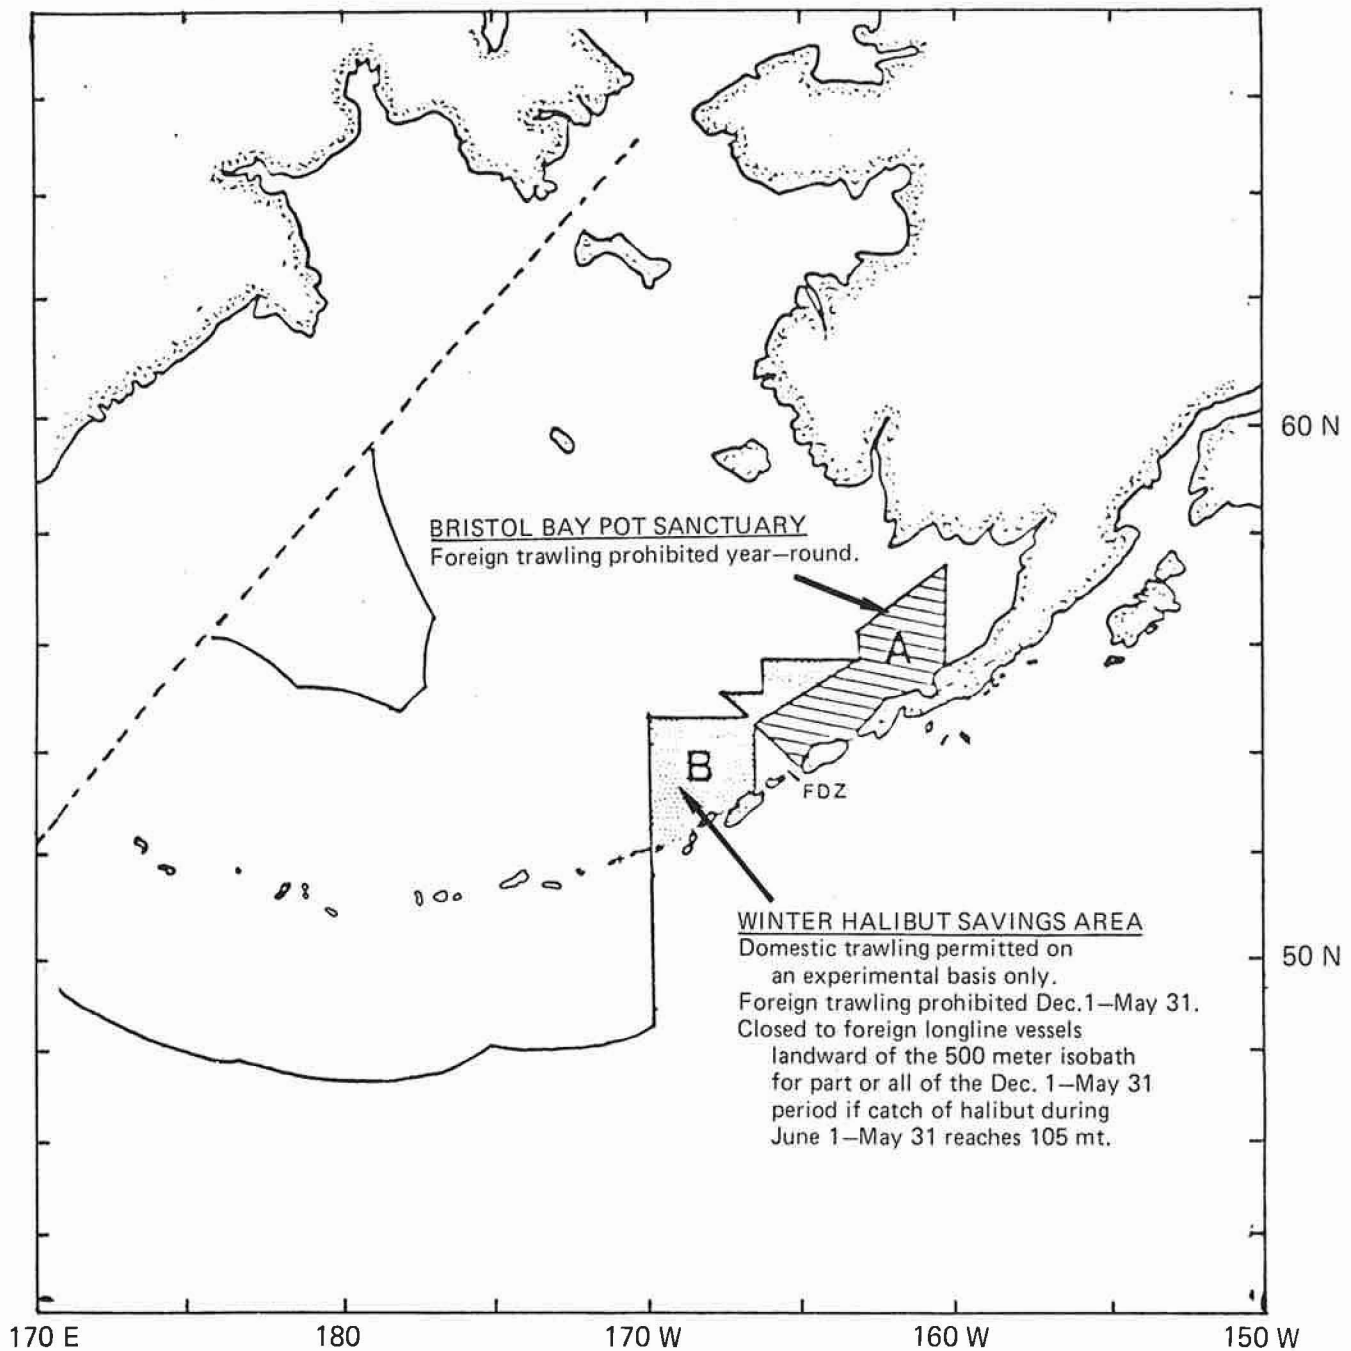 60 N
BRISTOL BAY POT SANCTUARY
Foreign trawling prohibited year—round.
A
B
FDZ
WINTER HALIBUT SAVINGS AREA
Domestic trawling permitted on
an experimental basis only.
Foreign trawling prohibited Dec.1—May 31.
Closed to foreign longline vessels
landward of the 500 meter isobath
for part or all of the Dec. 1—May 31
period if catch of halibut during
June 1—May 31 reaches 105 mt.
50 N
170 E
180
170 W
160 W
150 W